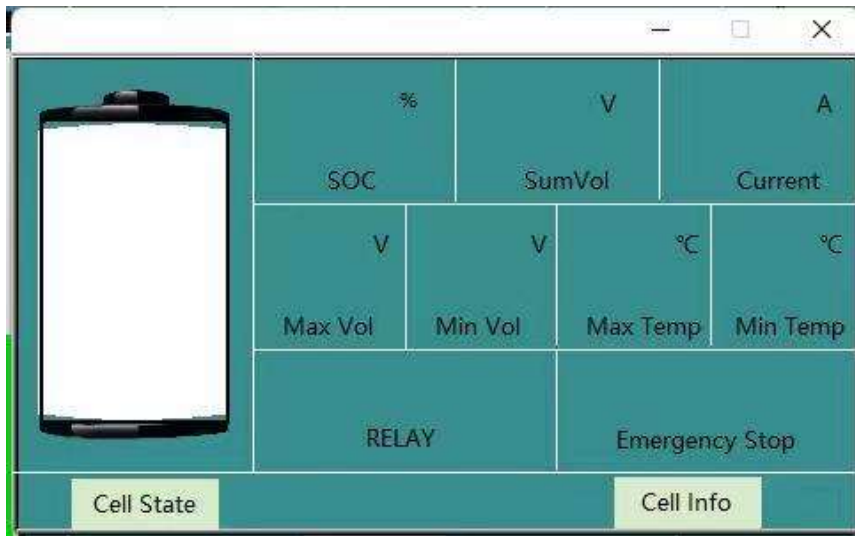 %
SOC
V
SumVol
A
Current
V
Max Vol
V
Min Vol
℃
Max Temp
℃
Min Temp
RELAY
Emergency Stop
Cell State
Cell Info